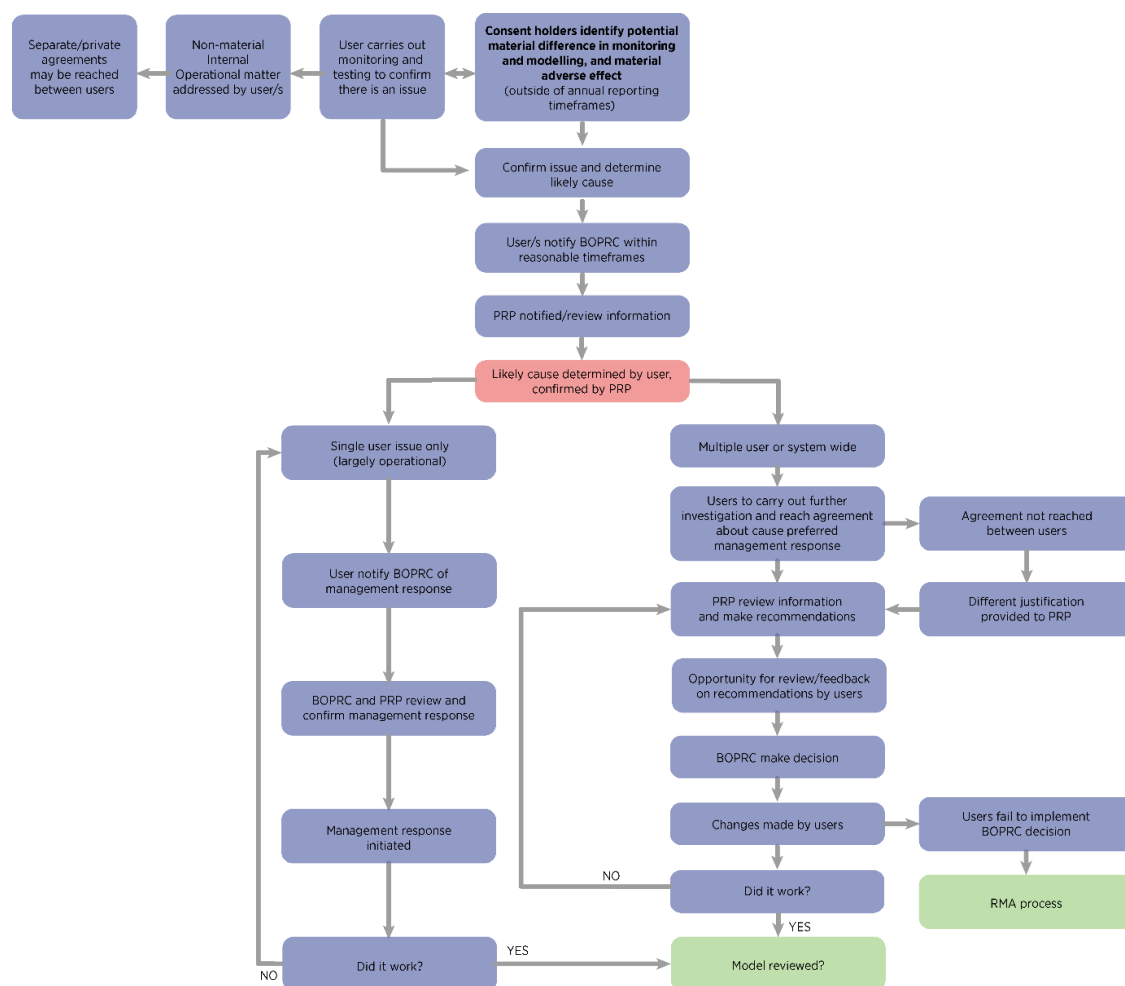 Separate/private
agreements
may be reached
between users
Non-material
Internal
Operational matter
addressed by user/s
User carries out
monitoring and
testing to confirm
there is an issue
Consent holders identify potential
material difference in monitoring
and modelling, and material
adverse effect
(outside of annual reporting
timeframes)
Confirm issue and determine
likely cause
User/s notify BOPRC within
reasonable timeframes
PRP notified/review information
Likely cause determined by user,
confirmed by PRP
Single user issue only
(largely operational)
User notify BOPRC of
management response
BOPRC and PRP review and
confirm management response
Management response
initiated
Did it work?
NO
YES
Multiple user or system wide
Users to carry out further
investigation and reach agreement
about cause preferred
management response
Agreement not reached
between users
Different justification
provided to PRP
PRP review information
and make recommendations
Opportunity for review/feedback
on recommendations by users
BOPRC make decision
Changes made by users
Users fail to implement
BOPRC decision
RMA process
Did it work?
NO
YES
Model reviewed?